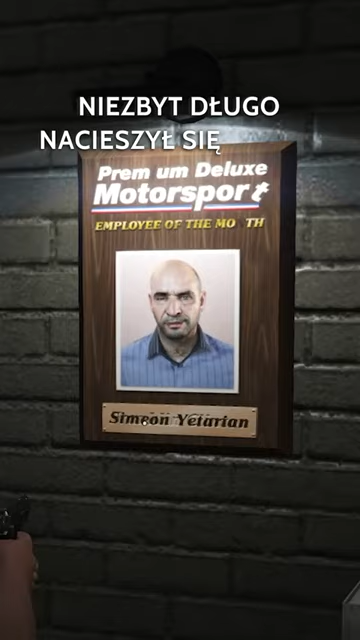 NIEZBYT DŁUGO
NACIESZYŁ SIĘ
Prem um Deluxe
Motorsport
EMPLOYEE OF THE MO TH
Simeon Yetarian